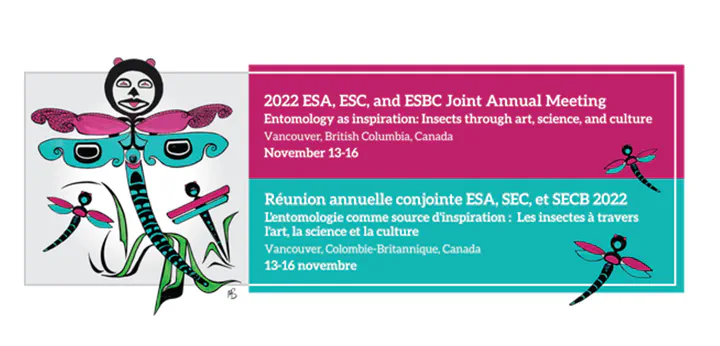 2022 ESA, ESC, and ESBC Joint Annual Meeting
Entomology as inspiration: Insects through art, science, and culture
Vancouver, British Columbia, Canada
November 13-16
Réunion annuelle conjointe ESA, SEC, et SECB 2022
L'entomologie comme source d'inspiration : Les insectes à travers
l'art, la science et la culture
Vancouver, Colombie-Britannique, Canada
13-16 novembre